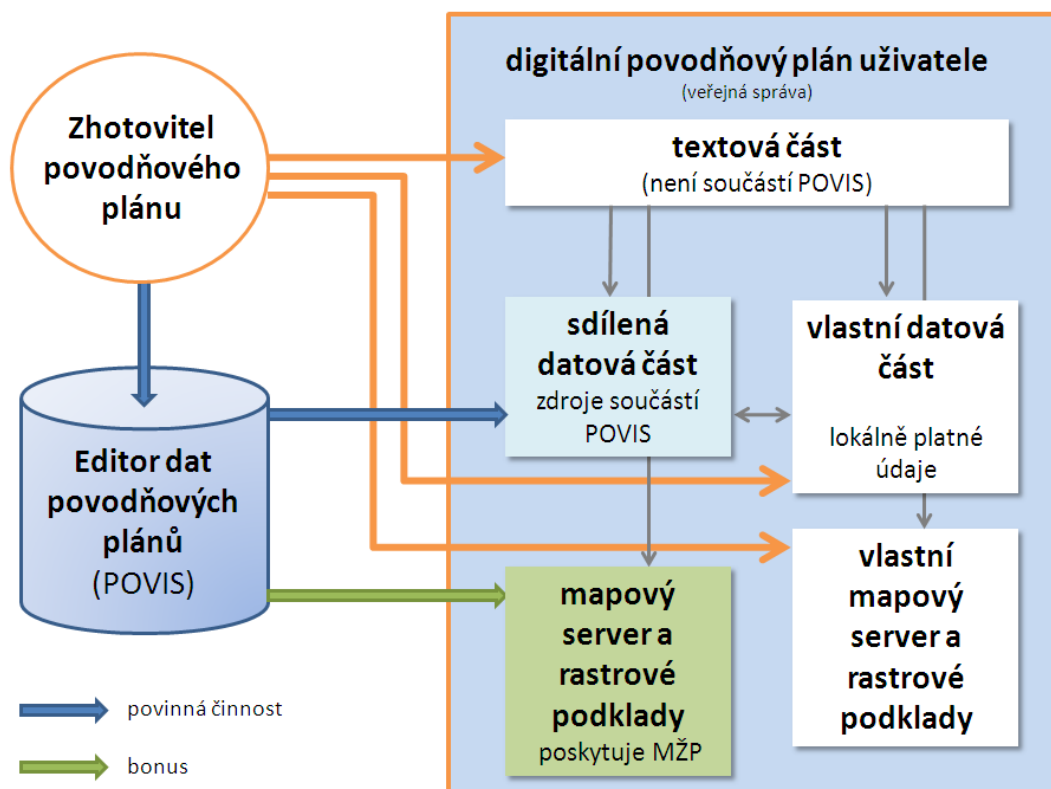 Zhotovitel
povodňového
plánu
Editor dat
povodňových
plánů
(POVIS)
povinná činnost
bonus
digitální povodňový plán uživatele
(veřejná správa)
textová část
(není součástí POVIS)
sdílená
datová část
zdroje součástí
POVIS
vlastní datová
část
lokálně platné
údaje
mapový
server a
rastrové
podklady
poskytuje MŽP
vlastní
mapový
server a
rastrové
podklady